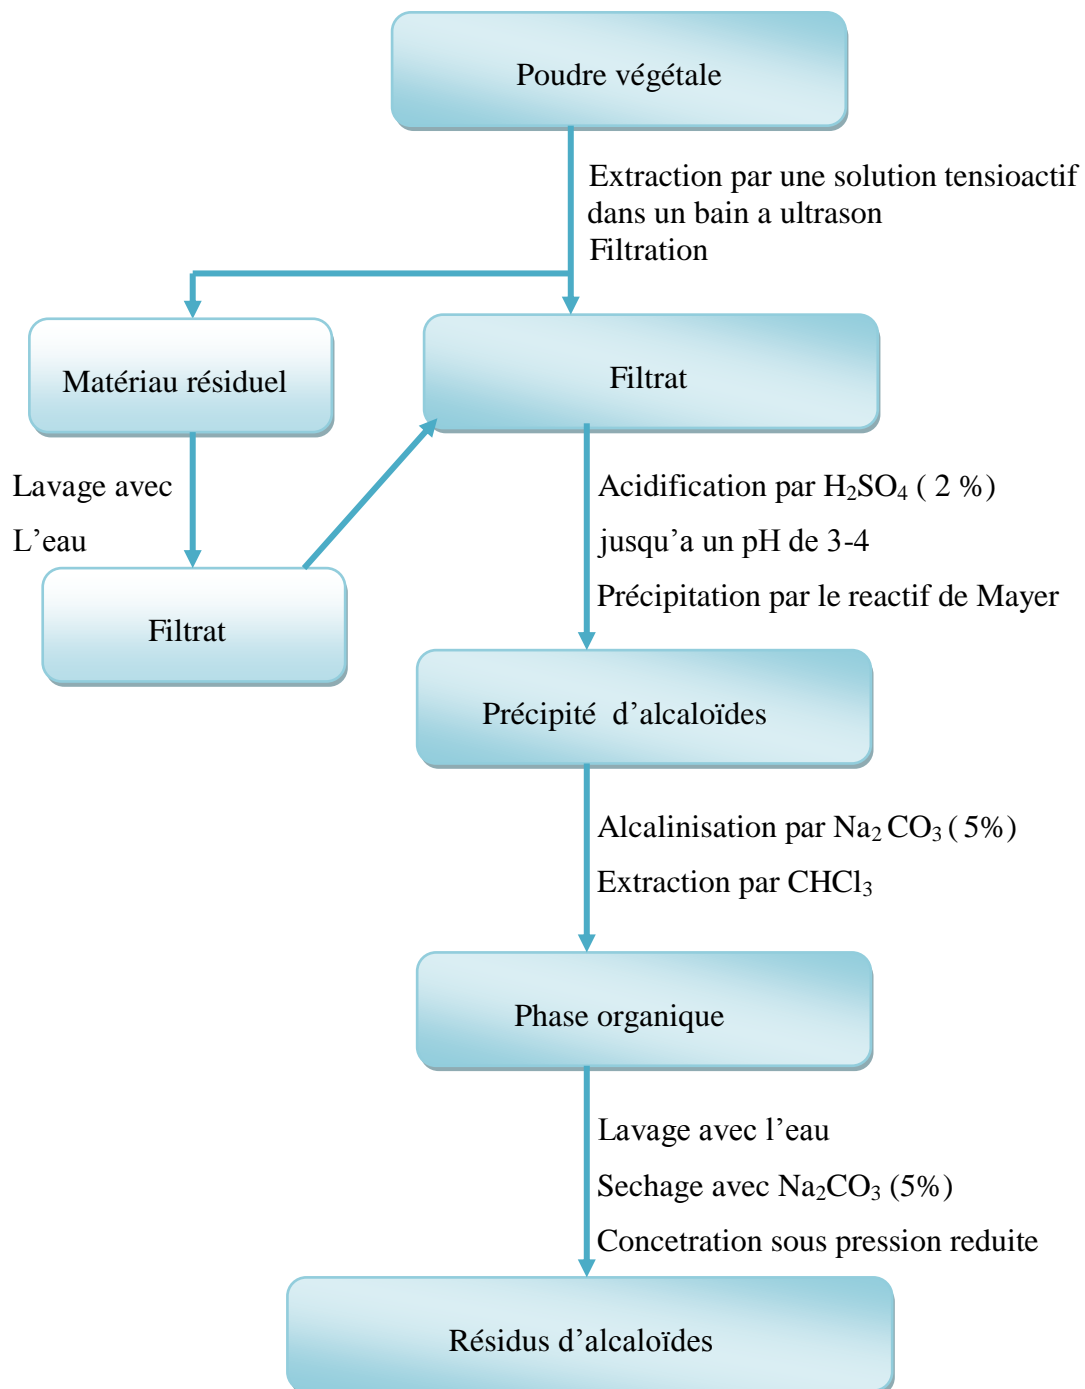 Poudre végétale
Extraction par une solution tensioactif
dans un bain a ultrason
Filtration
Matériau résiduel
Filtrat
Lavage avec
L’eau
Filtrat
Acidification par H₂SO₄ ( 2 %)
jusqu’a un pH de 3-4
Précipitation par le reactif de Mayer
Précipité d’alcaloïdes
Alcalinisation par Na₂ CO₃ ( 5%)
Extraction par CHCl₃
Phase organique
Lavage avec l’eau
Sechage avec Na₂CO₃ (5%)
Concetration sous pression reduite
Résidus d’alcaloïdes